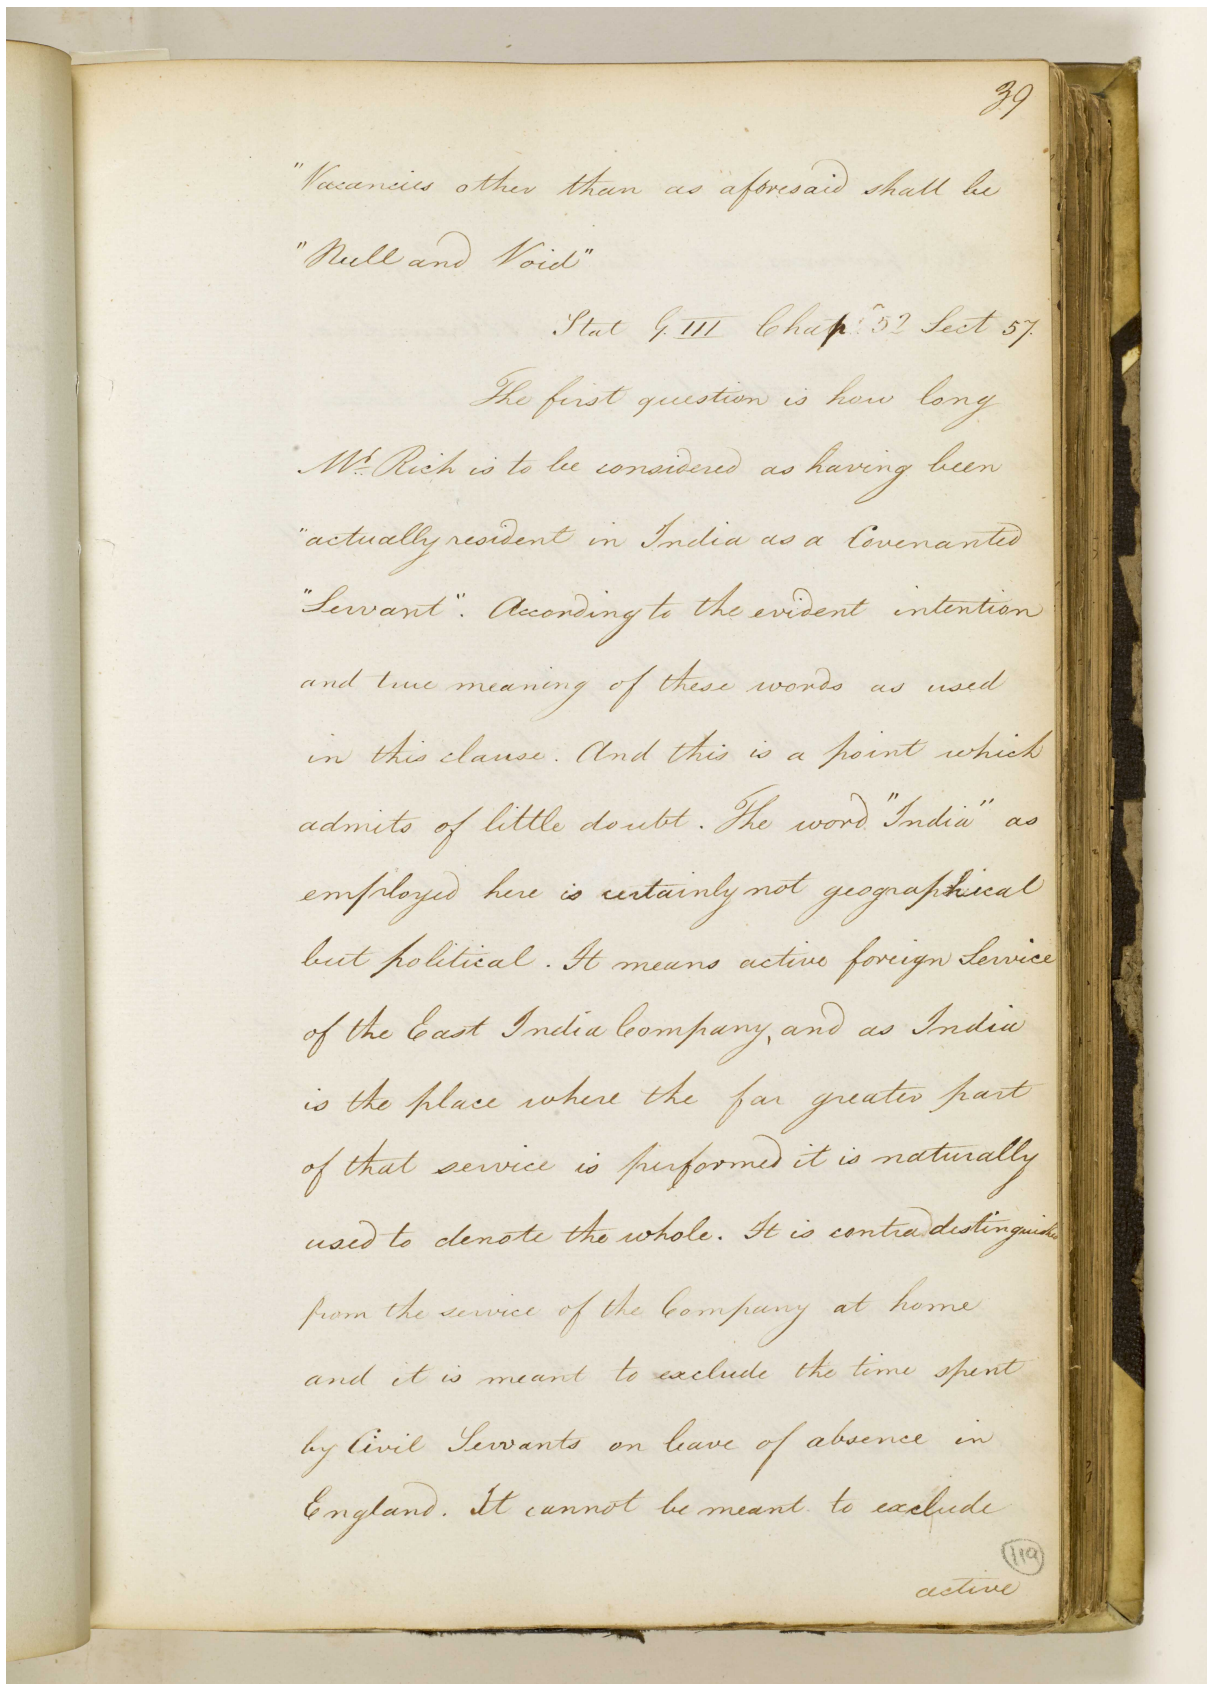 39
"Vacancies other than as aforesaid shall be
"Null and Void"
Stat G. III Chap: 52 Sect 57.
The first question is how long
Mr. Rich is to be considered as having been
"actually resident in India as a Covenanted
"Servant". According to the evident intention
and true meaning of these words as used
in this clause. And this is a point which
admits of little doubt. The word "India" as
employed here is certainly not geographical
but political. It means active foreign Service
of the East India Company, and as India
is the place where the far greater part
of that service is performed it is naturally
used to denote the whole. It is contradestinguished
from the service of the Company at home
and it is meant to exclude the time spent
by Civil Servants on leave of absence in
England. It cannot be meant to exclude
119
active